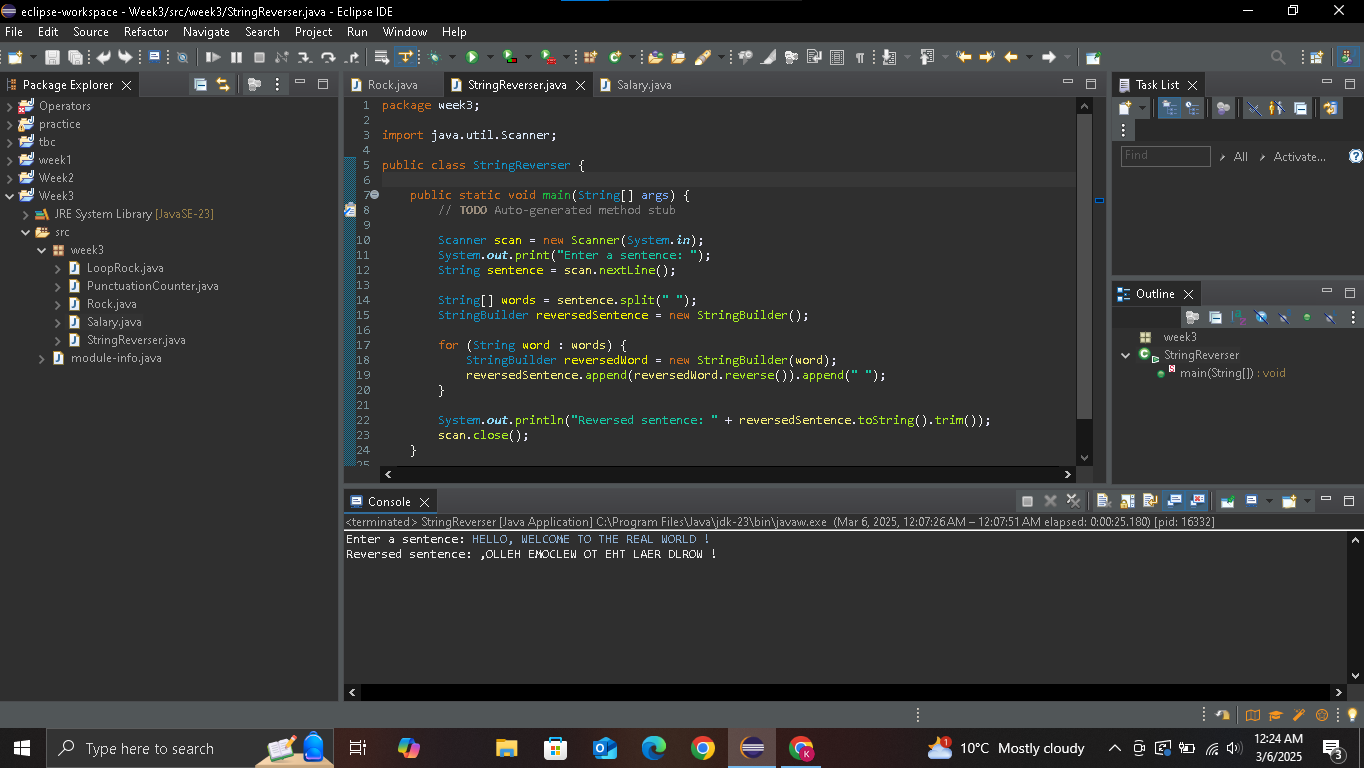 eclipse-workspace - Week3/src/week3/StringReverser.java - Eclipse IDE
File Edit Source Refactor Navigate Search Project Run Window Help
Package Explorer
Operators
practice
tbc
week1
Week2
Week3
JRE System Library [JavaSE-23]
src
week3
LoopRock.java
PunctuationCounter.java
Rock.java
Salary.java
StringReverser.java
module-info.java
Rock.java StringReverser.java Salary.java
1 package week3;
2
3 import java.util.Scanner;
4
5 public class StringReverser {
6
7 public static void main(String[] args) {
8 // TODO Auto-generated method stub
9
10 Scanner scan = new Scanner(System.in);
11 System.out.print("Enter a sentence: ");
12 String sentence = scan.nextLine();
13
14 String[] words = sentence.split(" ");
15 StringBuilder reversedSentence = new StringBuilder();
16
17 for (String word : words) {
18 StringBuilder reversedWord = new StringBuilder(word);
19 reversedSentence.append(reversedWord.reverse()).append(" ");
20 }
21
22 System.out.println("Reversed sentence: " + reversedSentence.toString().trim());
23 scan.close();
24 }
25
Task List
Find All Activate...
Outline
week3
StringReverser
main(String[]) : void
Console
<terminated> StringReverser [Java Application] C:\Program Files\Java\jdk-23\bin\javaw.exe (Mar 6, 2025, 12:07:26 AM – 12:07:51 AM elapsed: 0:00:25.180) [pid: 16332]
Enter a sentence: HELLO, WELCOME TO THE REAL WORLD !
Reversed sentence: ,OLLEH EMOCLEW OT EHT LAER DLROW !
Type here to search
10°C Mostly cloudy
12:24 AM
3/6/2025
3